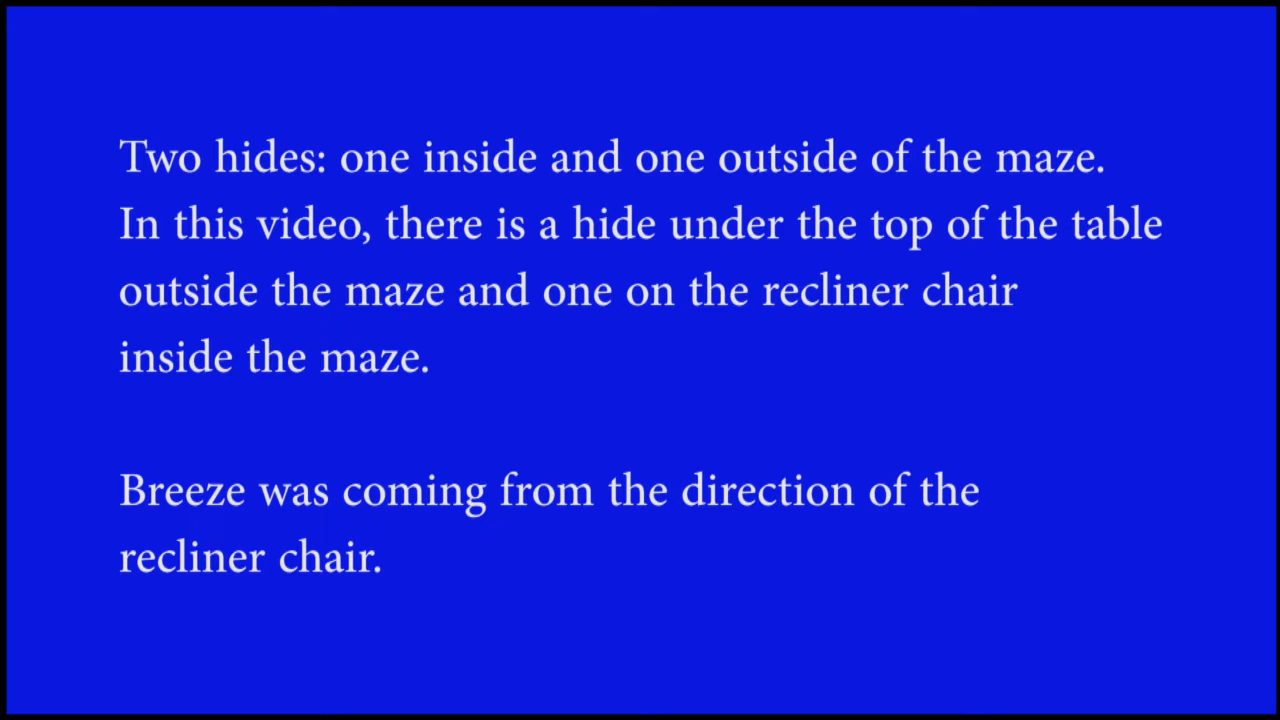 Two hides: one inside and one outside of the maze.
In this video, there is a hide under the top of the table
outside the maze and one on the recliner chair
inside the maze.
Breeze was coming from the direction of the
recliner chair.